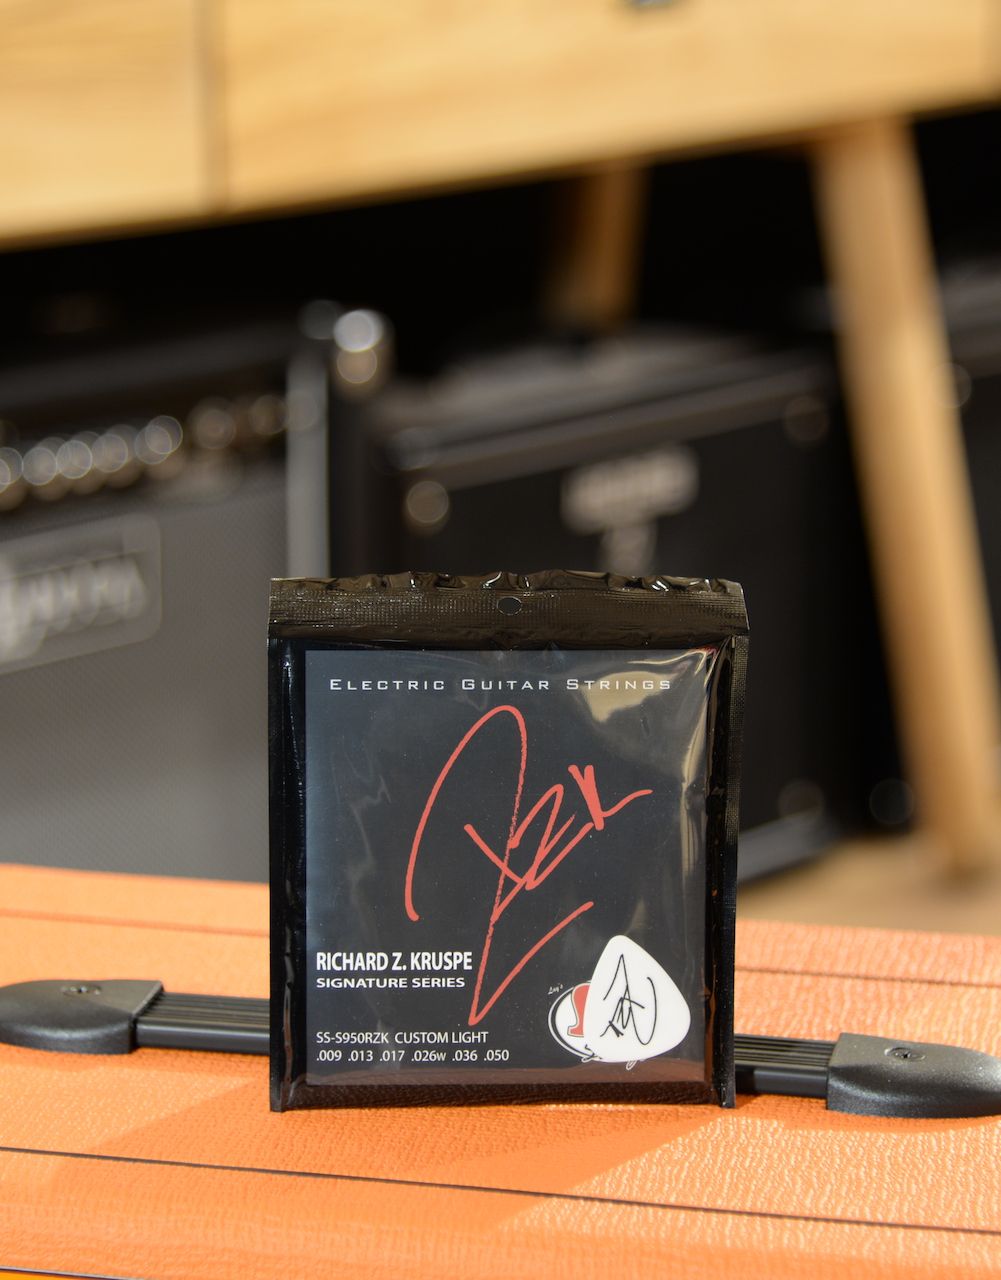 Electric Guitar Strings
RZK
RICHARD Z. KRUSPE
SIGNATURE SERIES
SS-S950RZK CUSTOM LIGHT
.009 .013 .017 .026w .036 .050